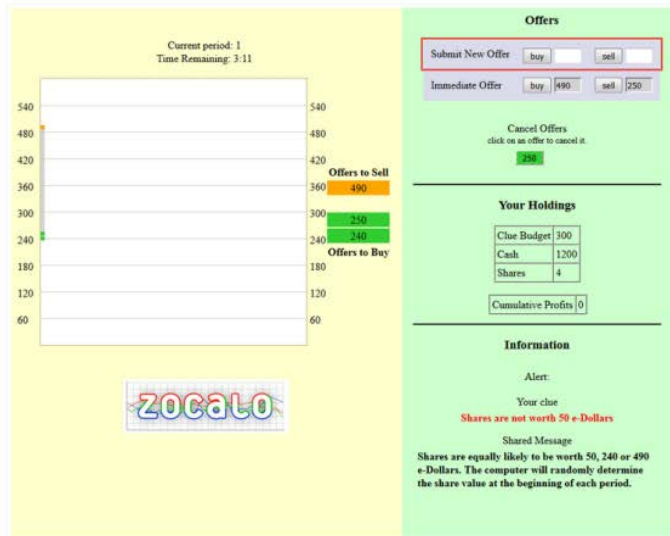 Current period: 1
Time Remaining: 3:11
540
480
420
360
300
240
180
120
60
540
480
420
360
300
240
180
120
60
Offers to Sell
490
250
240
Offers to Buy
ZOCALO
Offers
Submit New Offer buy sell
Immediate Offer buy 490 sell 250
Cancel Offers
click on an offer to cancel it.
250
Your Holdings
Clue Budget 300
Cash 1200
Shares 4
Cumulative Profits 0
Information
Alert:
Your clue
Shares are not worth 50 e-Dollars
Shared Message
Shares are equally likely to be worth 50, 240 or 490
e-Dollars. The computer will randomly determine
the share value at the beginning of each period.